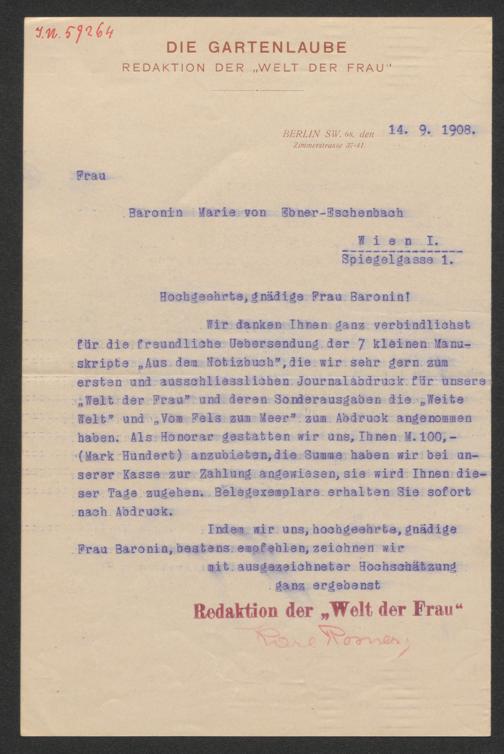 I.N. 59264
DIE GARTENLAUBE
REDAKTION DER „WELT DER FRAU"
BERLIN SW. 68, den 14. 9. 1908.
Zimmerstrasse 37-41
Frau
Baronin Marie von Ebner-Eschenbach
Wien I.
Spiegelgasse 1.
Hochgeehrte,gnädige Frau Baronin!
Wir danken Ihnen ganz verbindlichst
für die freundliche Uebersendung der 7 kleinen Manu-
skripte „Aus dem Notizbuch",die wir sehr gern zum
ersten und ausschliesslichen Journalabdruck für unsere
„Welt der Frau" und deren Sonderausgaben die „Weite
Welt" und „Vom Fels zum Meer" zum Abdruck angenommen
haben. Als Honorar gestatten wir uns,Ihnen M.100,-
(Mark Hundert) anzubieten,die Summe haben wir bei un-
serer Kasse zur Zahlung angewiesen,sie wird Ihnen die-
ser Tage zugehen. Belegexemplare erhalten Sie sofort
nach Abdruck.
Indem wir uns,hochgeehrte,gnädige
Frau Baronin,bestens empfehlen,zeichnen wir
mit ausgezeichneter Hochschätzung
ganz ergebenst
Redaktion der „Welt der Frau"
Karl Rosner